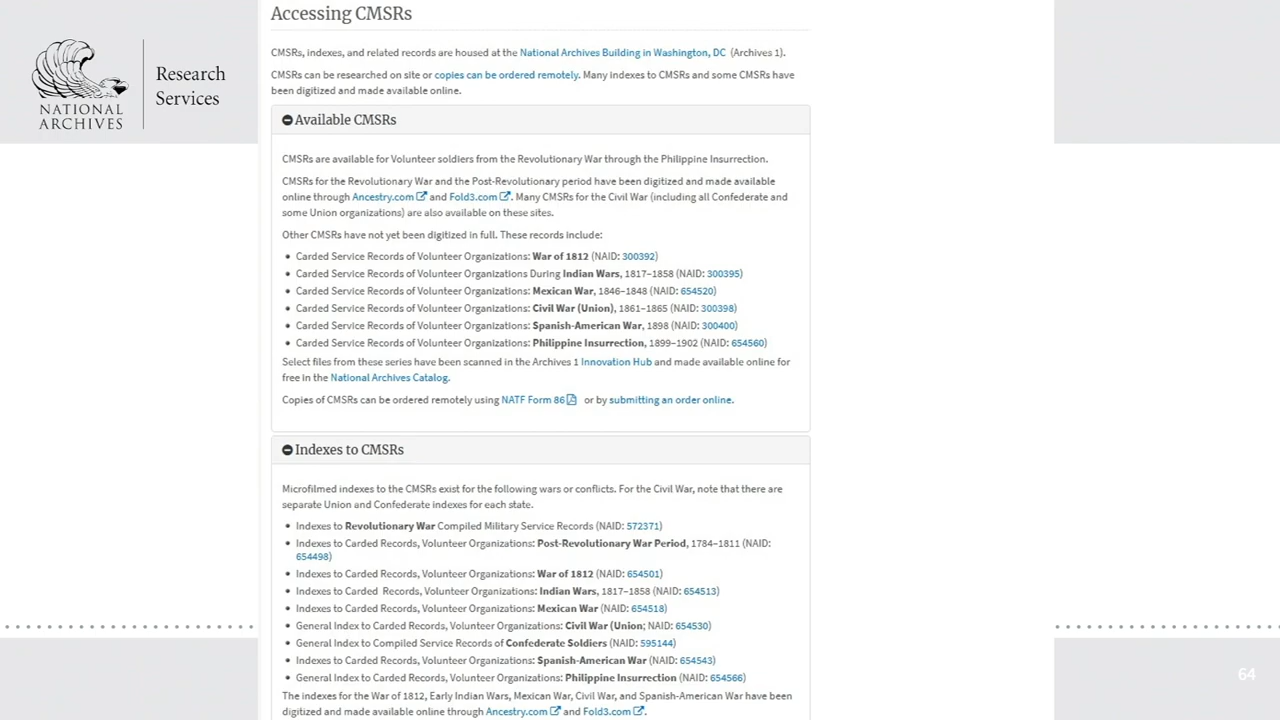 Accessing CMSRs
NATIONAL
ARCHIVES
Research
Services
CMSRs, indexes, and related records are housed at the National Archives Building in Washington, DC (Archives 1).
CMSRs can be researched on site or copies can be ordered remotely. Many indexes to CMSRs and some CMSRs have
been digitized and made available online.
Available CMSRs
CMSRs are available for Volunteer soldiers from the Revolutionary War through the Philippine Insurrection.
CMSRs for the Revolutionary War and the Post-Revolutionary period have been digitized and made available
online through Ancestry.com and Fold3.com. Many CMSRs for the Civil War (including all Confederate and
some Union organizations) are also available on these sites.
Other CMSRs have not yet been digitized in full. These records include:
• Carded Service Records of Volunteer Organizations: War of 1812 (NAID: 300392)
• Carded Service Records of Volunteer Organizations During Indian Wars, 1817–1858 (NAID: 300395)
• Carded Service Records of Volunteer Organizations: Mexican War, 1846–1848 (NAID: 654520)
• Carded Service Records of Volunteer Organizations: Civil War (Union), 1861–1865 (NAID: 300398)
• Carded Service Records of Volunteer Organizations: Spanish-American War, 1898 (NAID: 300400)
• Carded Service Records of Volunteer Organizations: Philippine Insurrection, 1899–1902 (NAID: 654560)
Select files from these series have been scanned in the Archives 1 Innovation Hub and made available online for
free in the National Archives Catalog.
Copies of CMSRs can be ordered remotely using NATF Form 86 or by submitting an order online.
Indexes to CMSRs
Microfilmed indexes to the CMSRs exist for the following wars or conflicts. For the Civil War, note that there are
separate Union and Confederate indexes for each state.
• Indexes to Revolutionary War Compiled Military Service Records (NAID: 572371)
• Indexes to Carded Records, Volunteer Organizations: Post-Revolutionary War Period, 1784–1811 (NAID:
654498)
• Indexes to Carded Records, Volunteer Organizations: War of 1812 (NAID: 654501)
• Indexes to Carded Records, Volunteer Organizations: Indian Wars, 1817–1858 (NAID: 654513)
• Indexes to Carded Records, Volunteer Organizations: Mexican War (NAID: 654518)
• General Index to Carded Records, Volunteer Organizations: Civil War (Union; NAID: 654530)
• General Index to Compiled Service Records of Confederate Soldiers (NAID: 595144)
• Indexes to Carded Records, Volunteer Organizations: Spanish-American War (NAID: 654543)
• General Index to Carded Records, Volunteer Organizations: Philippine Insurrection (NAID: 654566)
The indexes for the War of 1812, Early Indian Wars, Mexican War, Civil War, and Spanish-American War have been
digitized and made available online through Ancestry.com and Fold3.com.
64